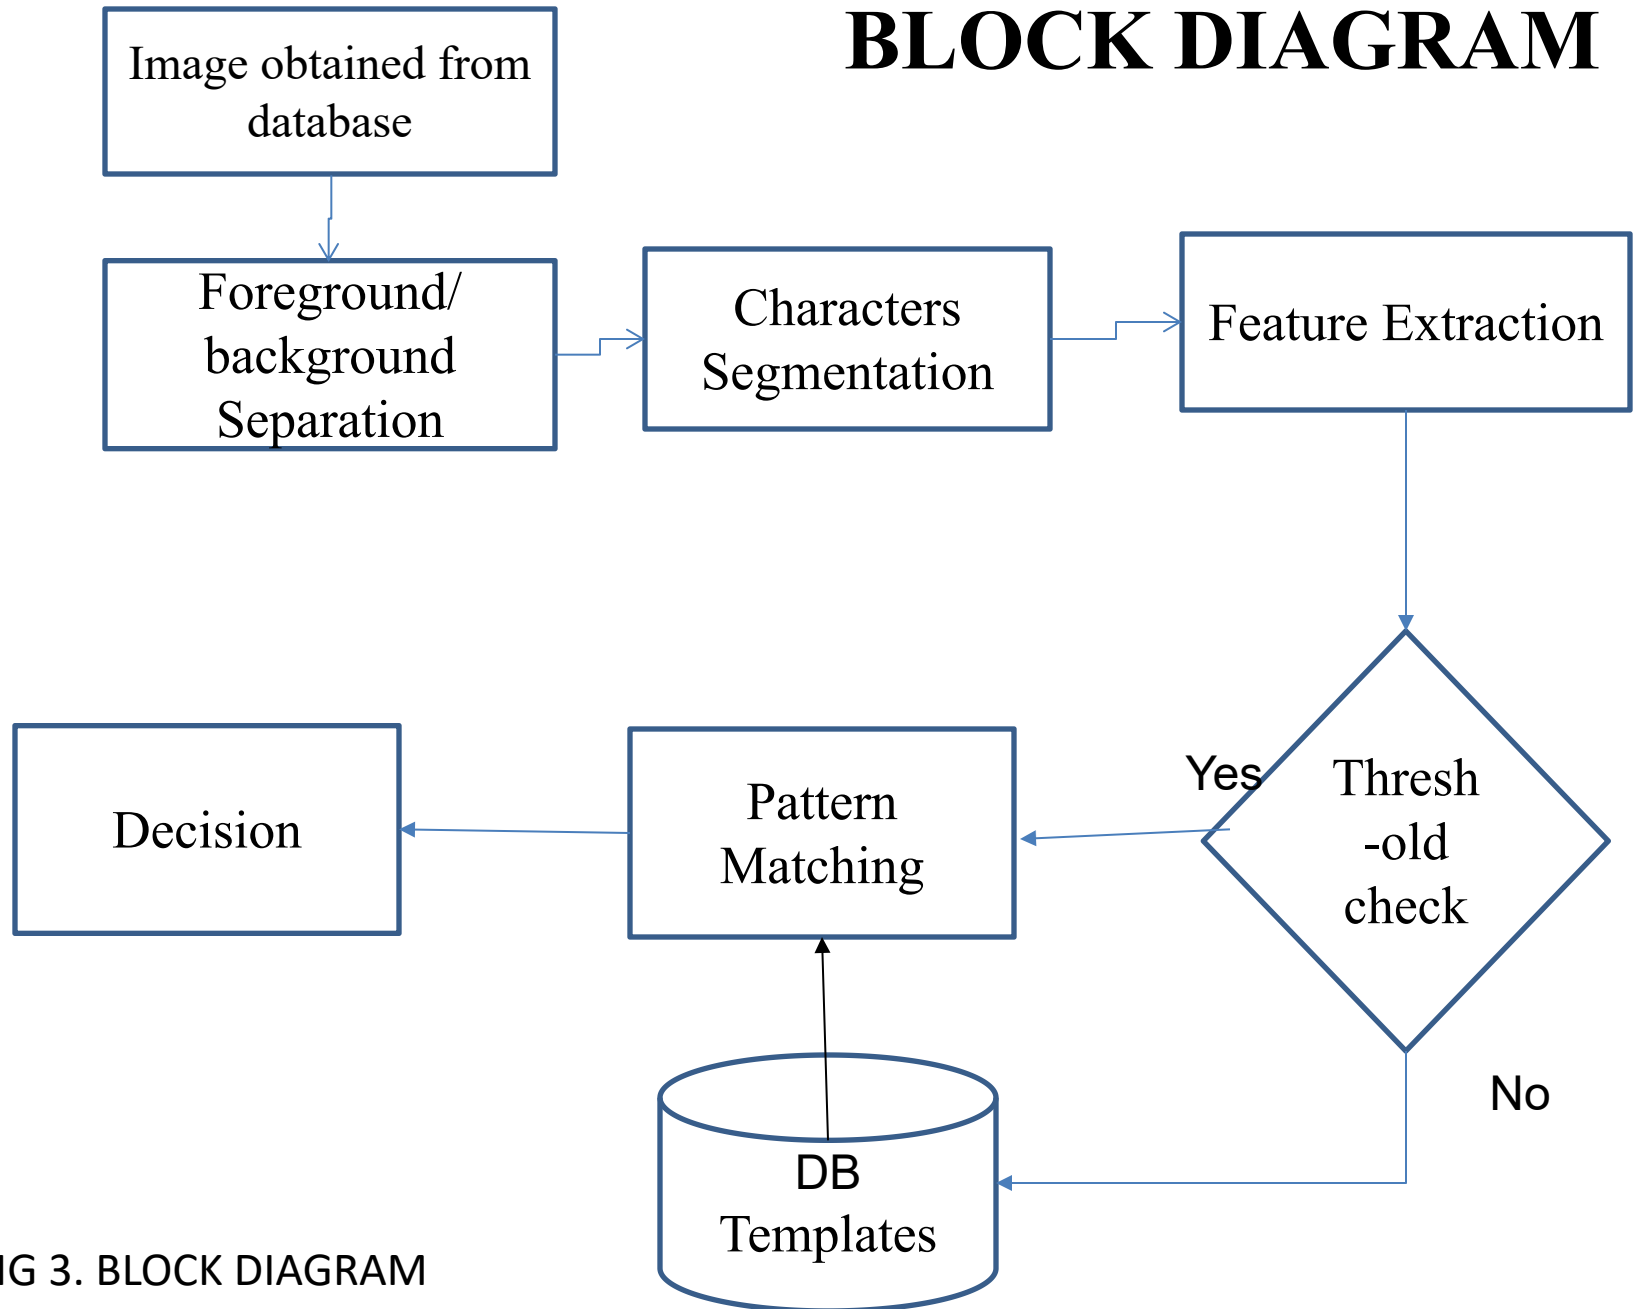 BLOCK DIAGRAM
Image obtained from
database
Foreground/
background
Separation
Characters
Segmentation
Feature Extraction
Thresh
-old
check
Yes
No
Pattern
Matching
Decision
DB
Templates
IG 3. BLOCK DIAGRAM